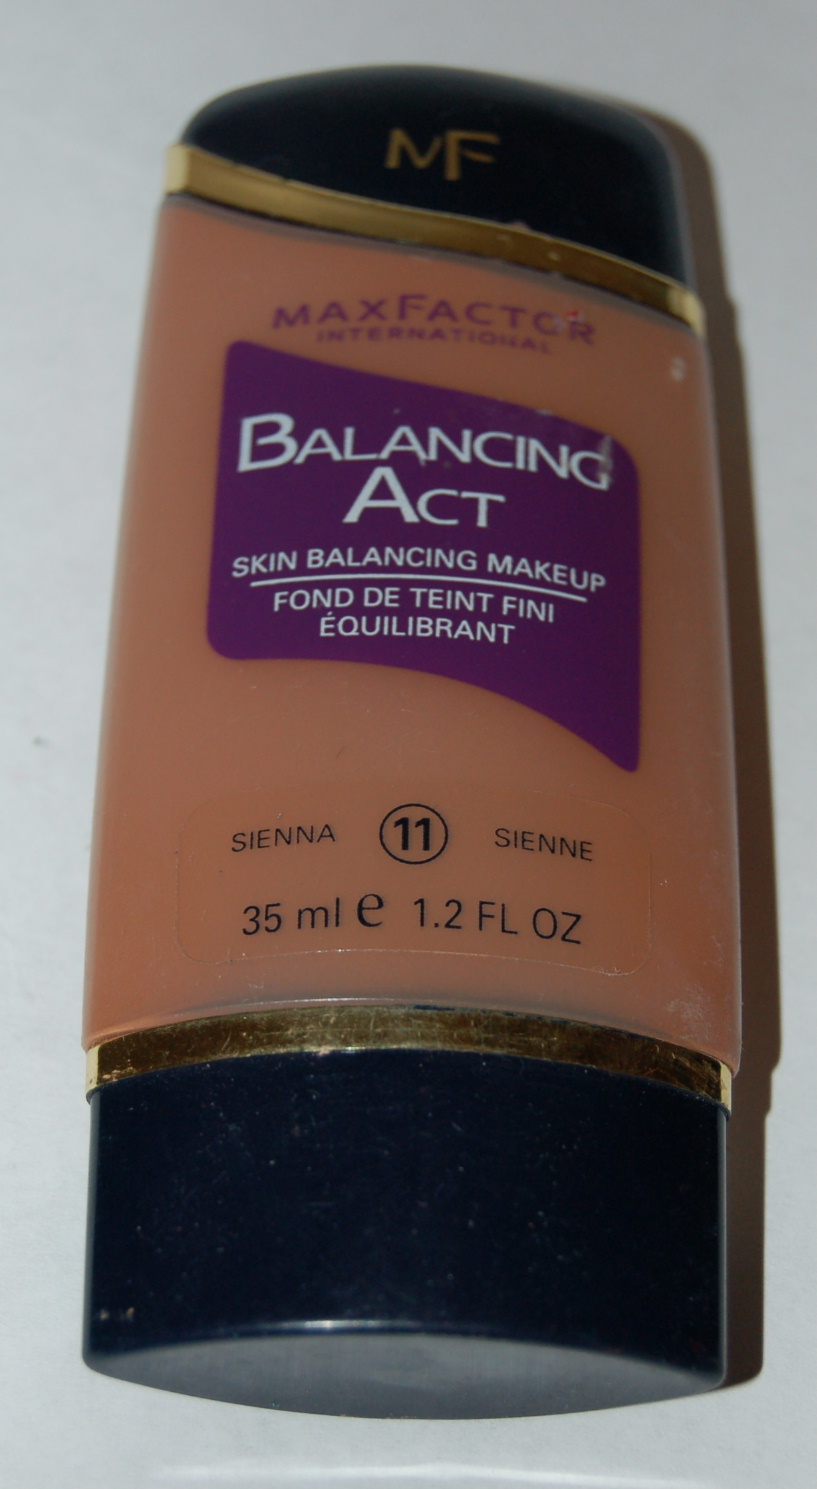 MF
MAXFACTOR
INTERNATIONAL
BALANCING
ACT
SKIN BALANCING MAKEUP
FOND DE TEINT FINI
ÉQUILIBRANT
SIENNA 11 SIENNE
35 ml e 1.2 FL OZ